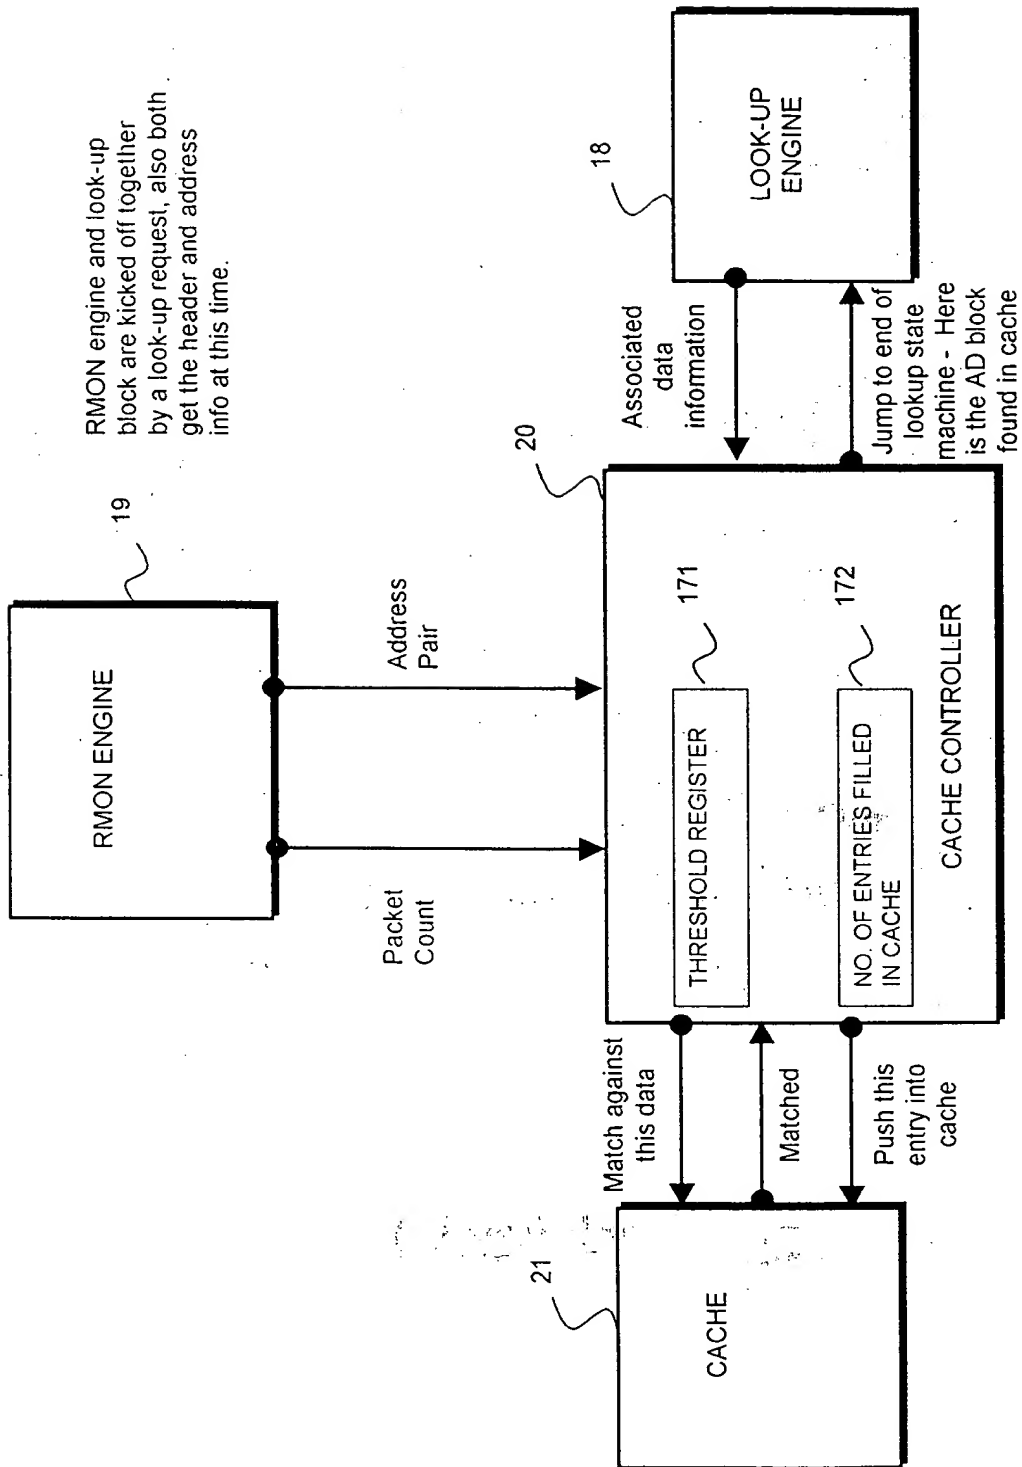 RMON engine and look-up
block are kicked off together
by a look-up request, also both
get the header and address
info at this time.
19
RMON ENGINE
Packet
Count
Address
Pair
21
CACHE
Match against
this data
Matched
Push this
entry into
cache
20
THRESHOLD REGISTER
171
NO. OF ENTRIES FILLED
IN CACHE
172
CACHE CONTROLLER
Associated
data
information
Jump to end of
lookup state
machine - Here
is the AD block
found in cache
18
LOOK-UP
ENGINE